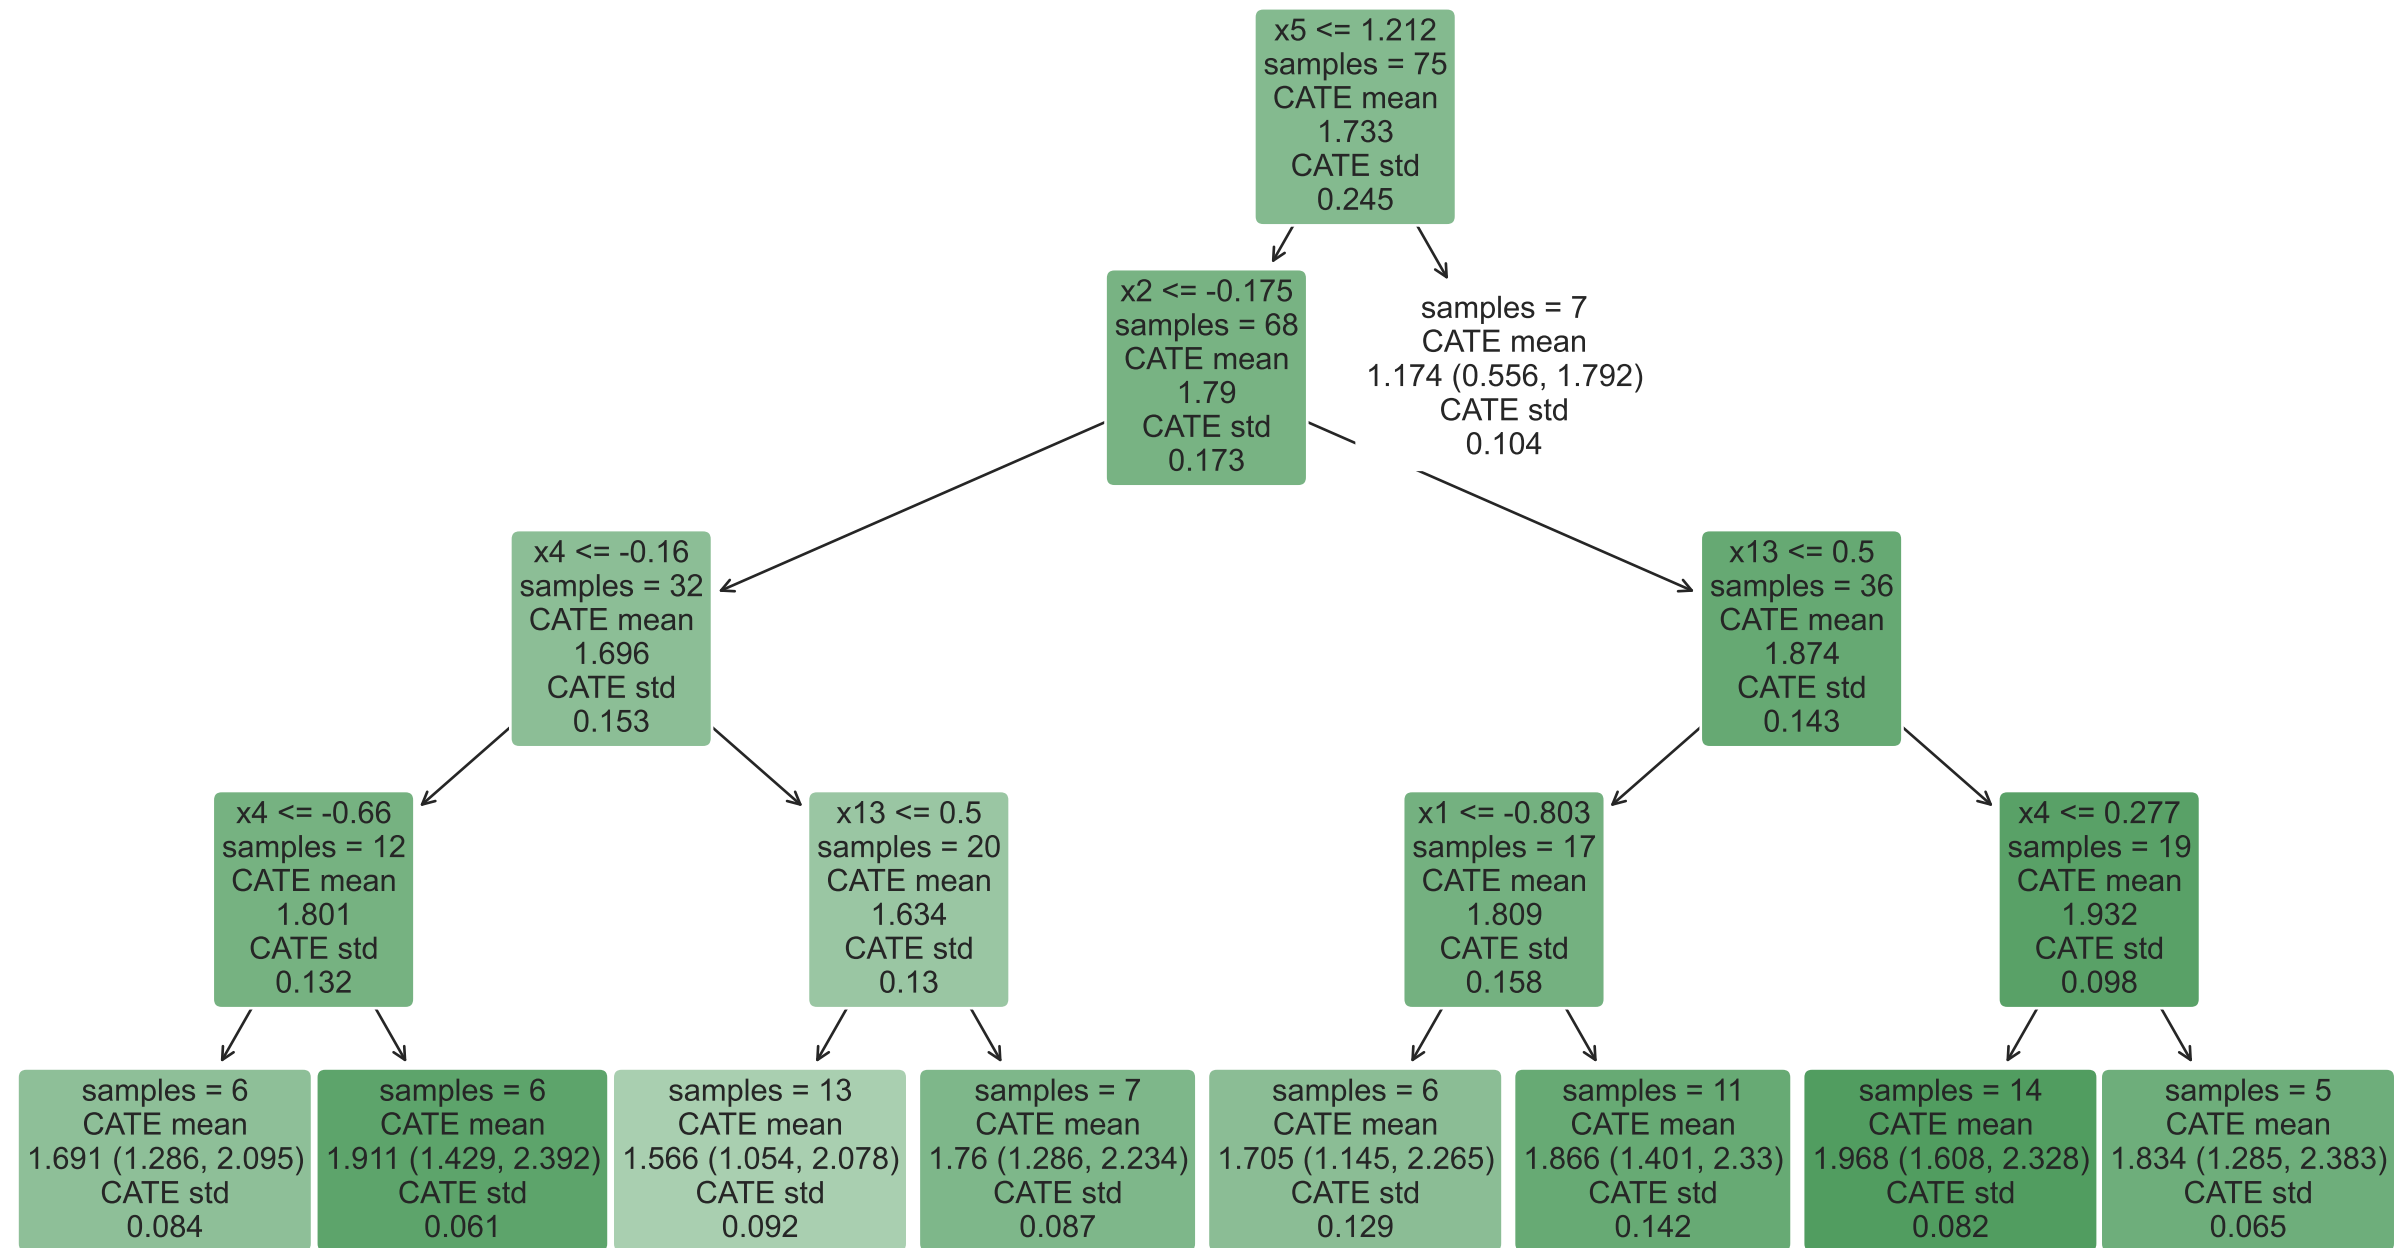 x5 <= 1.212
samples = 75
CATE mean
1.733
CATE std
0.245
x2 <= -0.175
samples = 68
CATE mean
1.79
CATE std
0.173
samples = 7
CATE mean
1.174 (0.556, 1.792)
CATE std
0.104
x4 <= -0.16
samples = 32
CATE mean
1.696
CATE std
0.153
x13 <= 0.5
samples = 36
CATE mean
1.874
CATE std
0.143
x4 <= -0.66
samples = 12
CATE mean
1.801
CATE std
0.132
x13 <= 0.5
samples = 20
CATE mean
1.634
CATE std
0.13
x1 <= -0.803
samples = 17
CATE mean
1.809
CATE std
0.158
x4 <= 0.277
samples = 19
CATE mean
1.932
CATE std
0.098
samples = 6
CATE mean
1.691 (1.286, 2.095)
CATE std
0.084
samples = 6
CATE mean
1.911 (1.429, 2.392)
CATE std
0.061
samples = 13
CATE mean
1.566 (1.054, 2.078)
CATE std
0.092
samples = 7
CATE mean
1.76 (1.286, 2.234)
CATE std
0.087
samples = 6
CATE mean
1.705 (1.145, 2.265)
CATE std
0.129
samples = 11
CATE mean
1.866 (1.401, 2.33)
CATE std
0.142
samples = 14
CATE mean
1.968 (1.608, 2.328)
CATE std
0.082
samples = 5
CATE mean
1.834 (1.285, 2.383)
CATE std
0.065